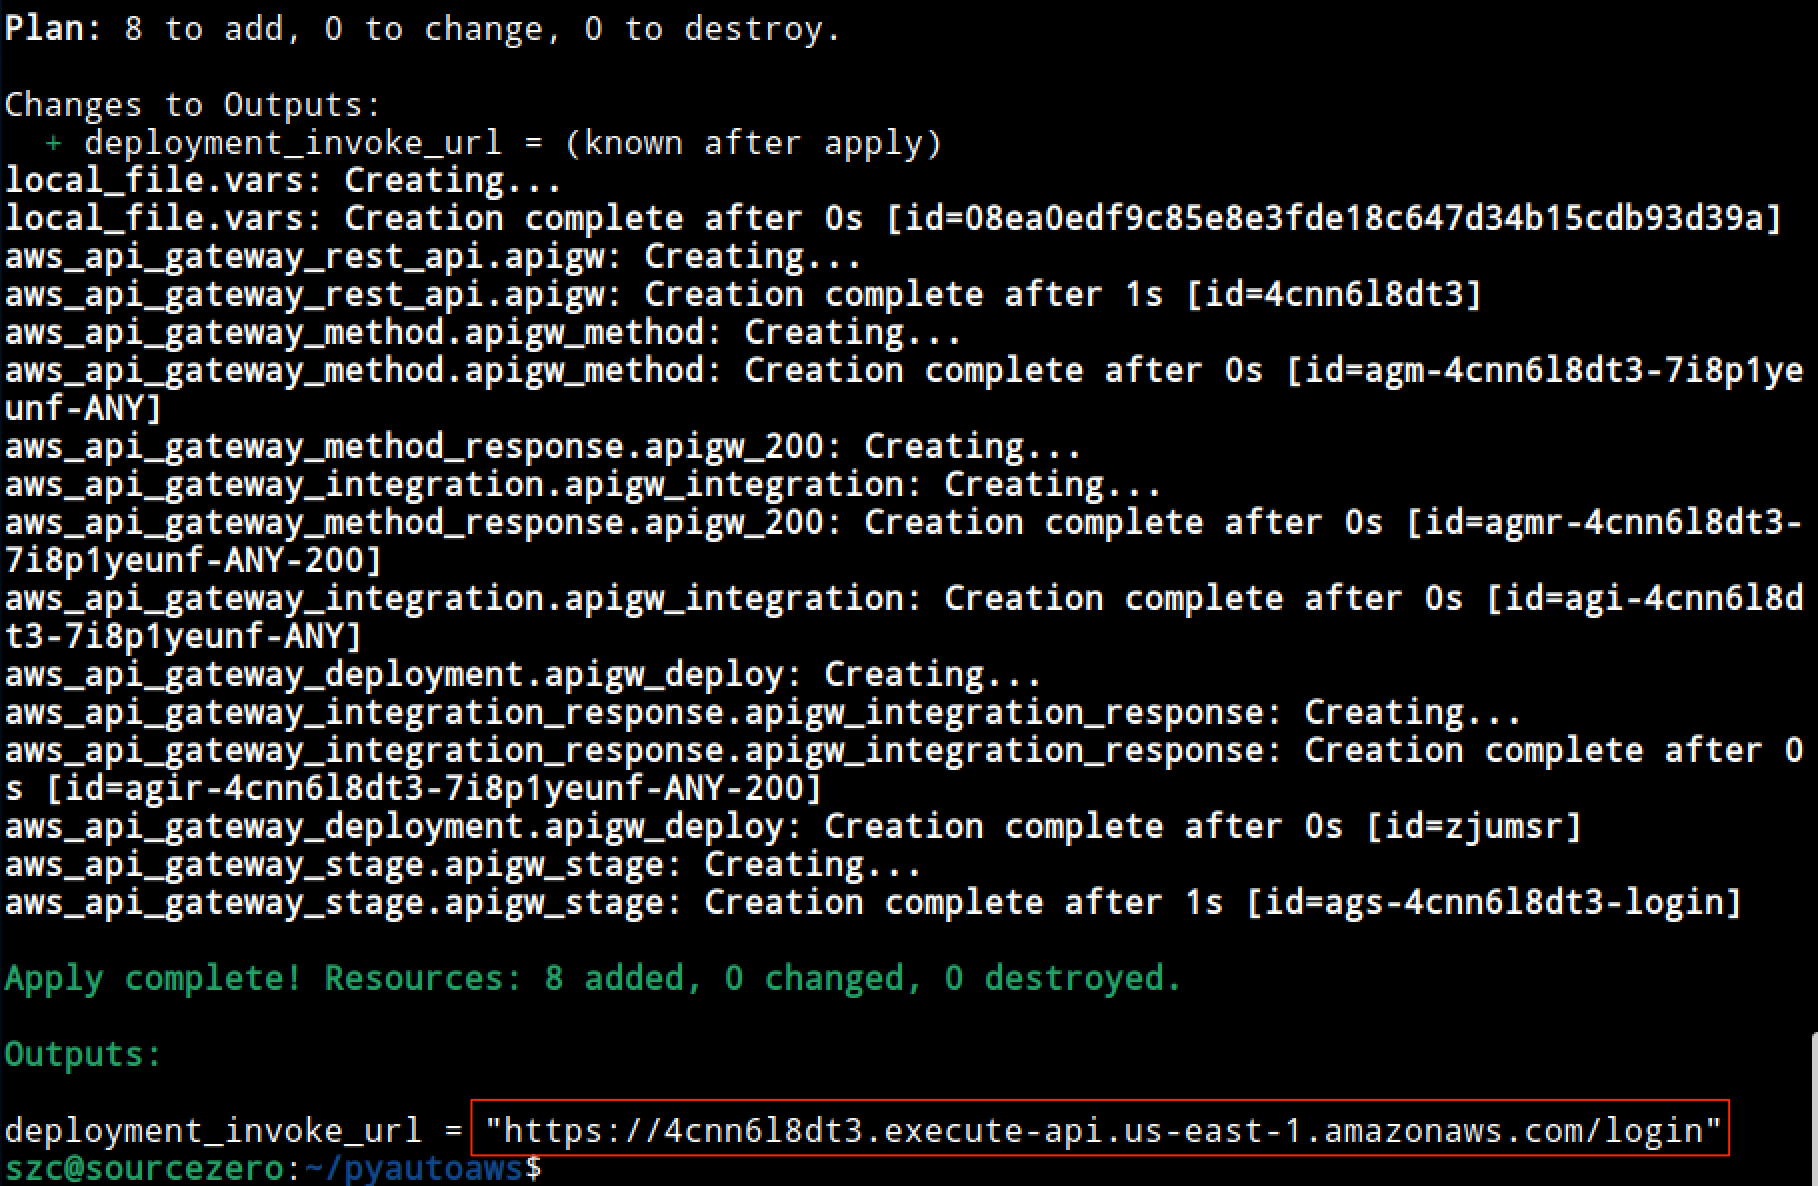 Plan: 8 to add, 0 to change, 0 to destroy.
Changes to Outputs:
+ deployment_invoke_url = (known after apply)
local_file.vars: Creating...
local_file.vars: Creation complete after 0s [id=08ea0edf9c85e8e3fde18c647d34b15cdb93d39a]
aws_api_gateway_rest_api.apigw: Creating...
aws_api_gateway_rest_api.apigw: Creation complete after 1s [id=4cnn6l8dt3]
aws_api_gateway_method.apigw_method: Creating...
aws_api_gateway_method.apigw_method: Creation complete after 0s [id=agm-4cnn6l8dt3-7i8p1ye
unf-ANY]
aws_api_gateway_method_response.apigw_200: Creating...
aws_api_gateway_integration.apigw_integration: Creating...
aws_api_gateway_method_response.apigw_200: Creation complete after 0s [id=agmr-4cnn6l8dt3-
7i8p1yeunf-ANY-200]
aws_api_gateway_integration.apigw_integration: Creation complete after 0s [id=agi-4cnn6l8d
t3-7i8p1yeunf-ANY]
aws_api_gateway_deployment.apigw_deploy: Creating...
aws_api_gateway_integration_response.apigw_integration_response: Creating...
aws_api_gateway_integration_response.apigw_integration_response: Creation complete after 0
s [id=agir-4cnn6l8dt3-7i8p1yeunf-ANY-200]
aws_api_gateway_deployment.apigw_deploy: Creation complete after 0s [id=zjumsr]
aws_api_gateway_stage.apigw_stage: Creating...
aws_api_gateway_stage.apigw_stage: Creation complete after 1s [id=ags-4cnn6l8dt3-login]
Apply complete! Resources: 8 added, 0 changed, 0 destroyed.
Outputs:
deployment_invoke_url = "https://4cnn6l8dt3.execute-api.us-east-1.amazonaws.com/login"
szc@sourcezero:~/pyautoaws$